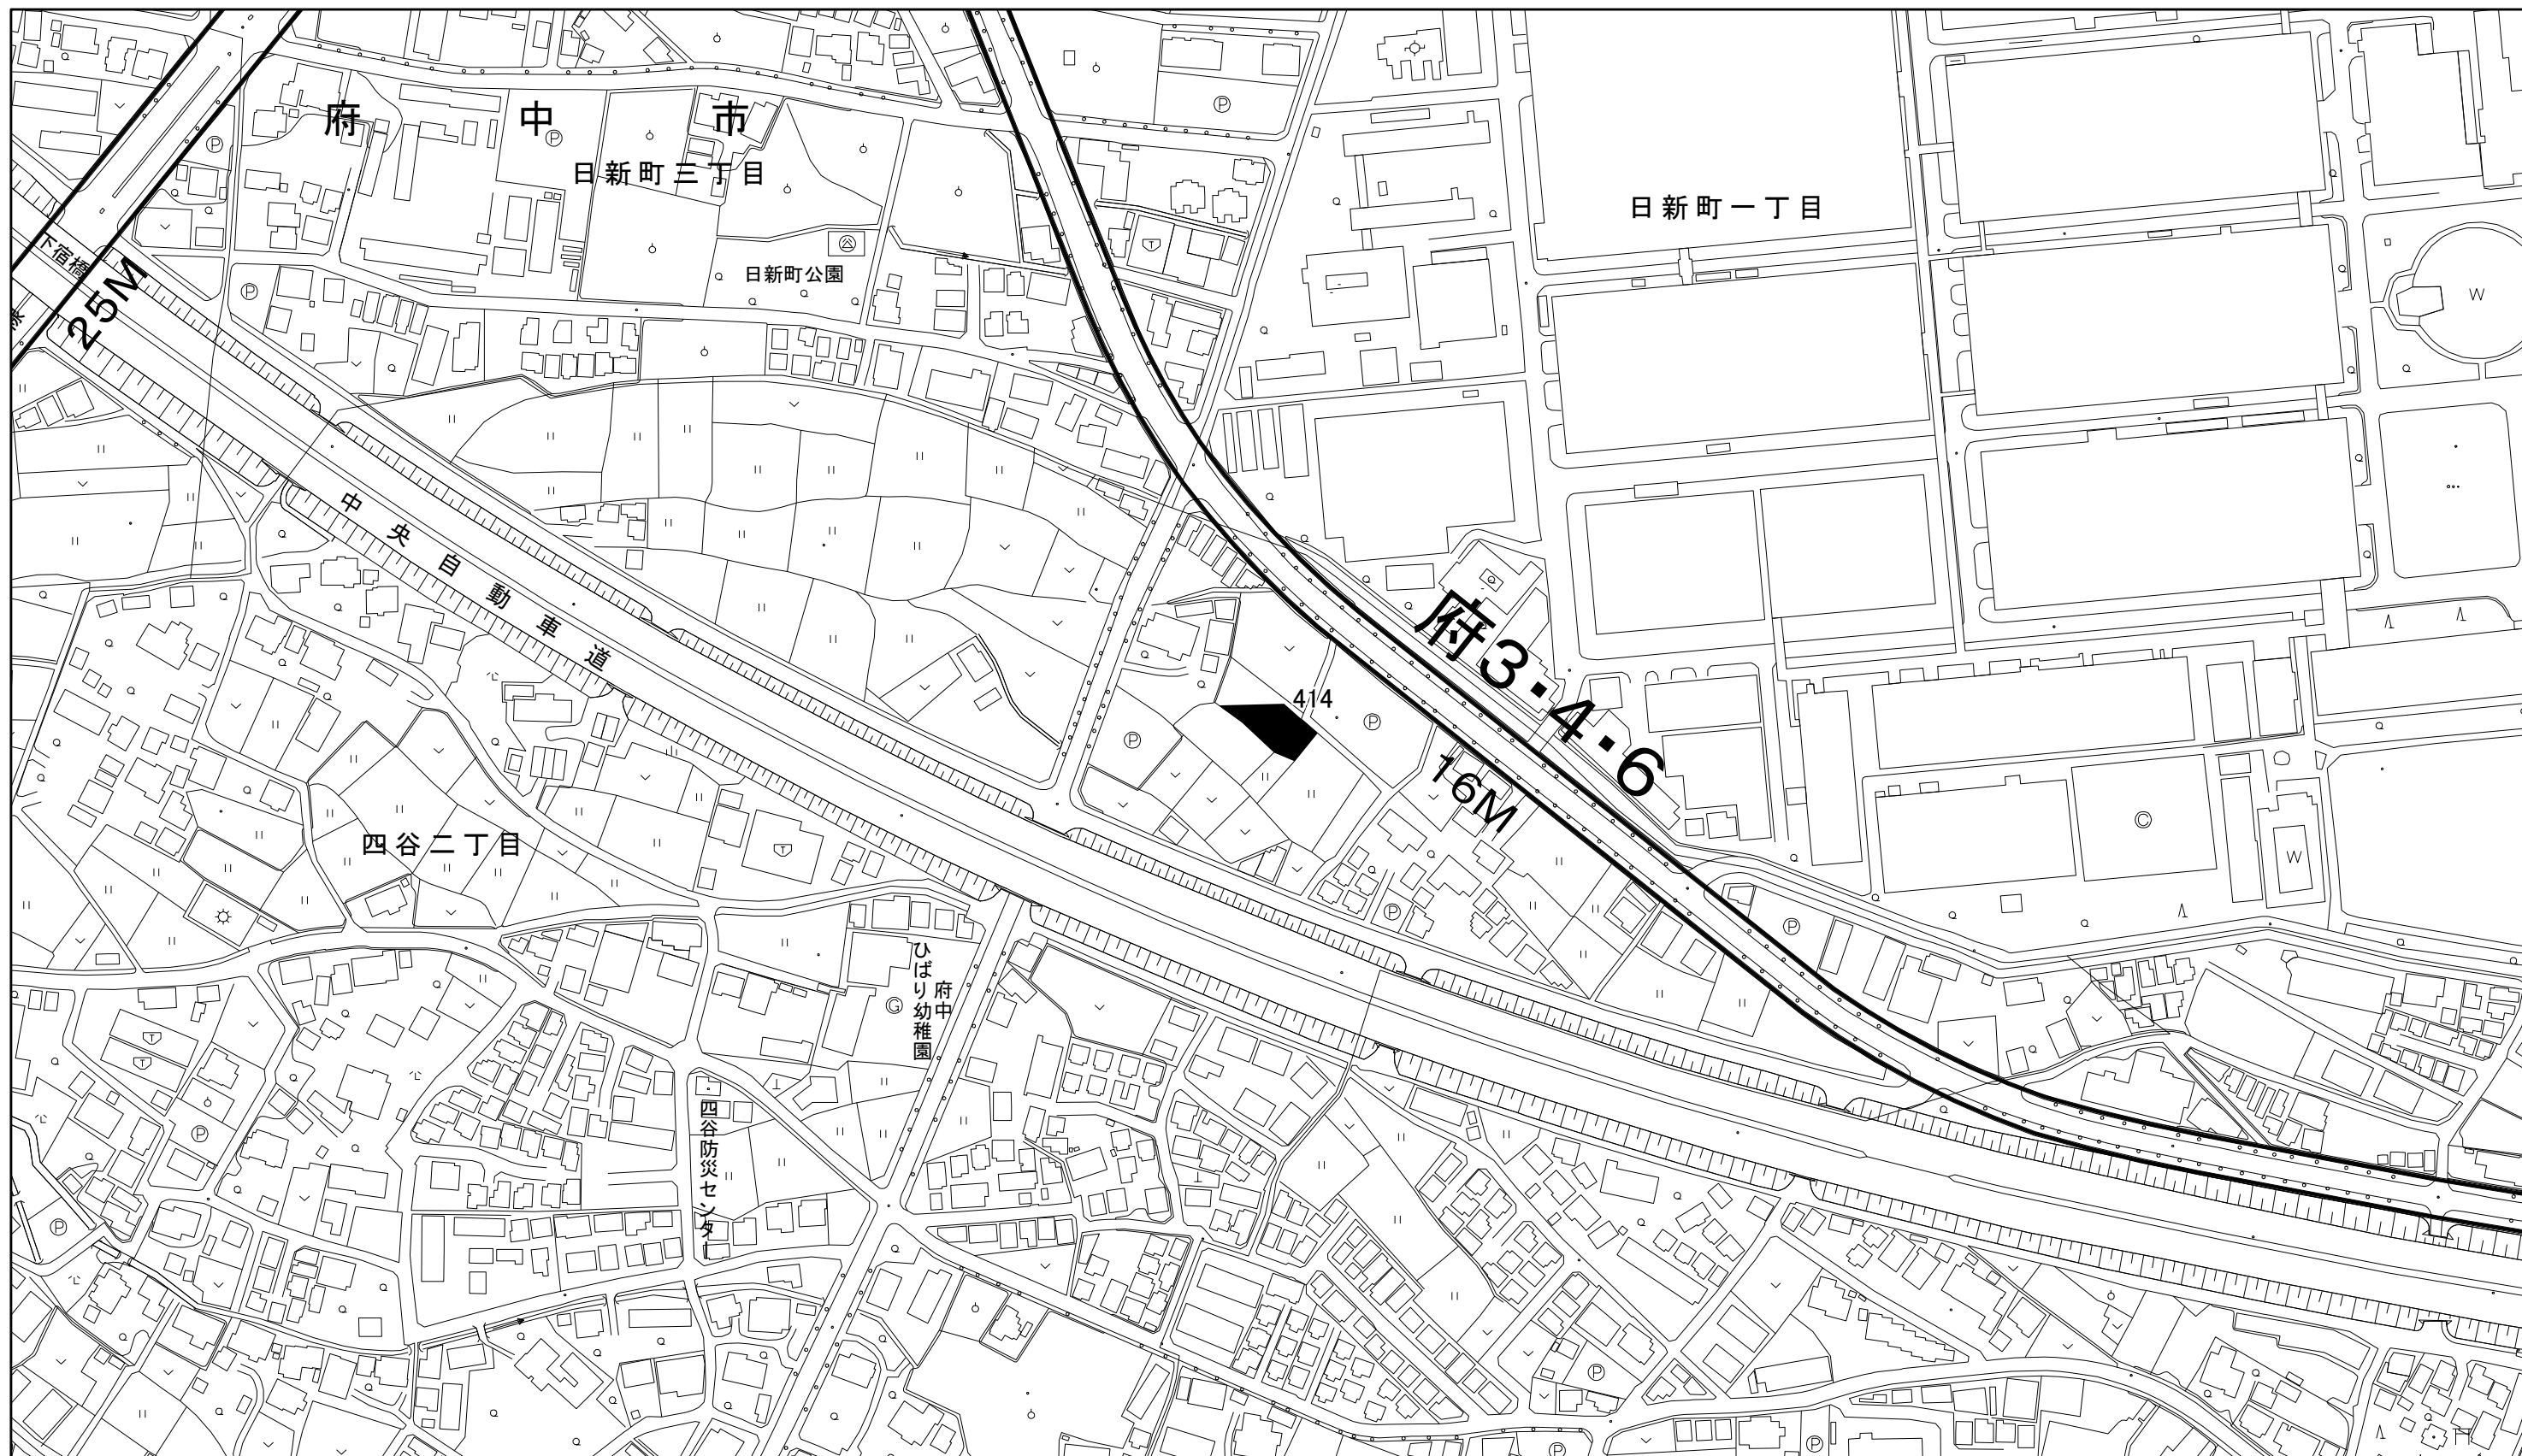 府中市
日新町三丁目
日新町一丁目
日新町公園
下宿橋
25M
中央自動車道
府3・4・6
414
16M
四谷二丁目
府中
ひばり幼稚園
四谷防災センター
W
W